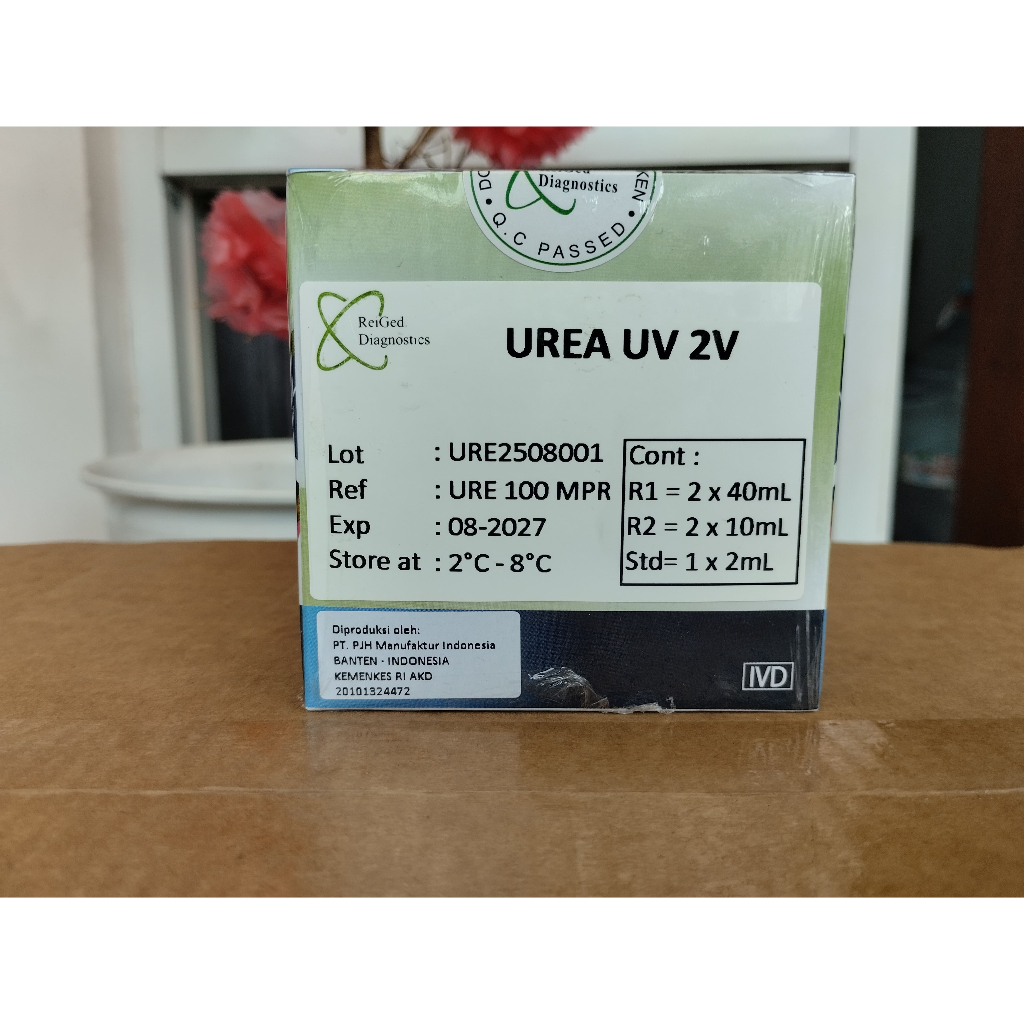 Diagnostics
Q.C PASSED
ReiGed
Diagnostics
UREA UV 2V
Lot : URE2508001
Ref : URE 100 MPR
Exp : 08-2027
Store at : 2°C - 8°C
Cont :
R1 = 2 x 40mL
R2 = 2 x 10mL
Std= 1 x 2mL
Diproduksi oleh:
PT. PJH Manufaktur Indonesia
BANTEN - INDONESIA
KEMENKES RI AKD
20101324472
IVD